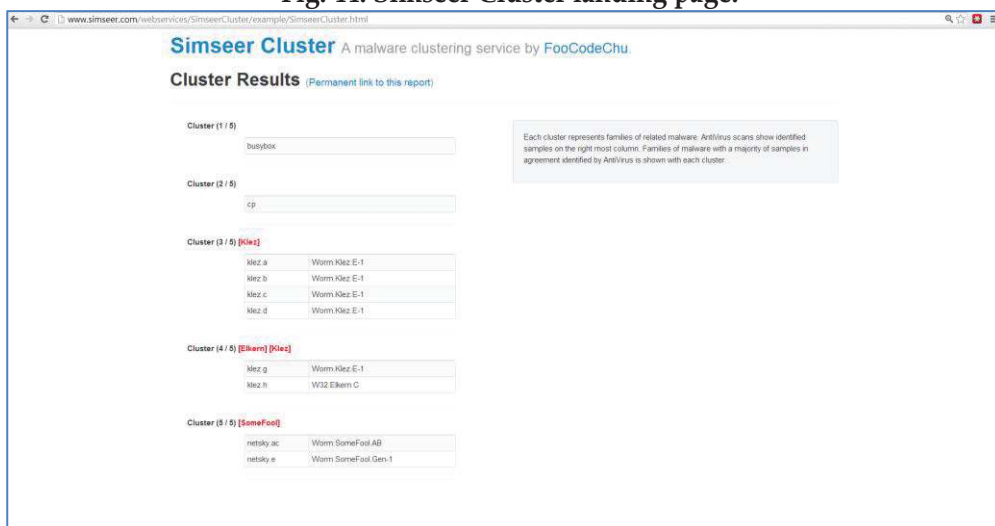 Fig. 11. Simseer Cluster landing page.
www.simseer.com/webservices/SimseerCluster/example/SimseerCluster.html
Simseer Cluster A malware clustering service by FooCodeChu.
Cluster Results (Permanent link to this report)
Cluster (1 / 5)
busybox
Each cluster represents families of related malware. AntiVirus scans show identified
samples on the right most column. Families of malware with a majority of samples in
agreement identified by AntiVirus is shown with each cluster.
Cluster (2 / 5)
cp
Cluster (3 / 5) [Klez]
klez.a Worm.Klez.E-1
klez.b Worm.Klez.E-1
klez.c Worm.Klez.E-1
klez.d Worm.Klez.E-1
Cluster (4 / 5) [Elkern] [Klez]
klez.g Worm.Klez.E-1
klez.h W32.Elkern.C
Cluster (5 / 5) [SomeFool]
netsky.ac Worm.SomeFool.AB
netsky.e Worm.SomeFool.Gen-1